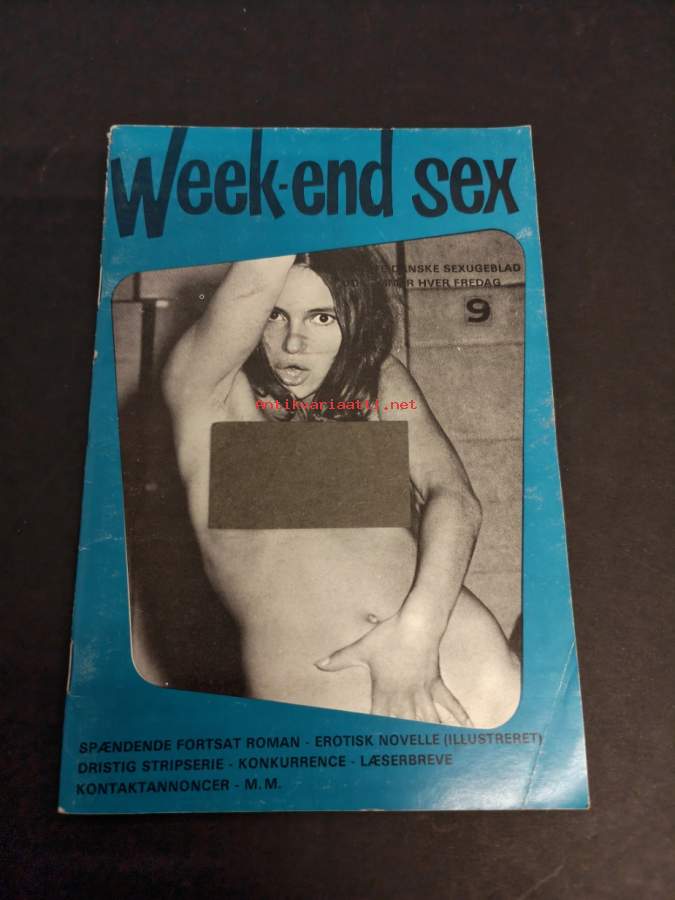 Week-end sex
DANSKE SEXUGEBLAD
HVER FREDAG
9
Antikvariaatti.net
SPÆNDENDE FORTSAT ROMAN - EROTISK NOVELLE (ILLUSTRERET)
DRISTIG STRIPSERIE - KONKURRENCE - LÆSERBREVE
KONTAKTANNONCER - M.M.